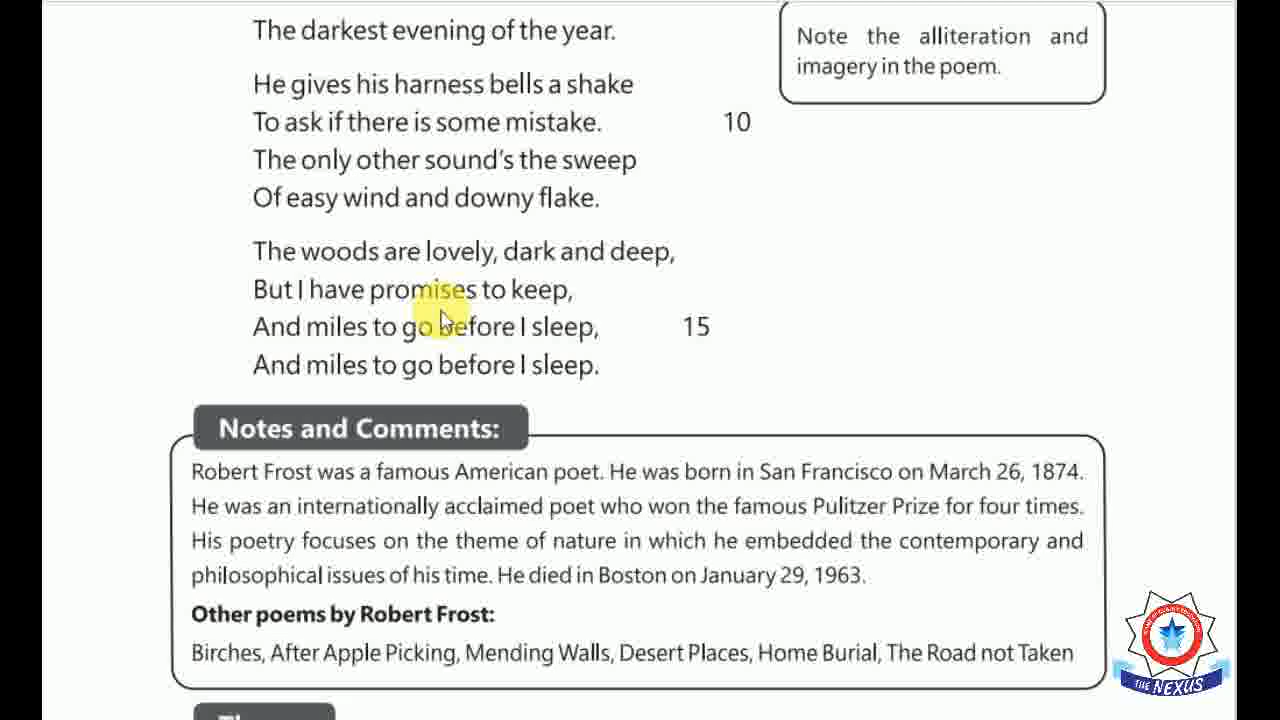 The darkest evening of the year.
Note the alliteration and
imagery in the poem.
He gives his harness bells a shake
To ask if there is some mistake. 10
The only other sound's the sweep
Of easy wind and downy flake.
The woods are lovely, dark and deep,
But I have promises to keep,
And miles to go before I sleep, 15
And miles to go before I sleep.
Notes and Comments:
Robert Frost was a famous American poet. He was born in San Francisco on March 26, 1874.
He was an internationally acclaimed poet who won the famous Pulitzer Prize for four times.
His poetry focuses on the theme of nature in which he embedded the contemporary and
philosophical issues of his time. He died in Boston on January 29, 1963.
Other poems by Robert Frost:
Birches, After Apple Picking, Mending Walls, Desert Places, Home Burial, The Road not Taken
THE NEXUS